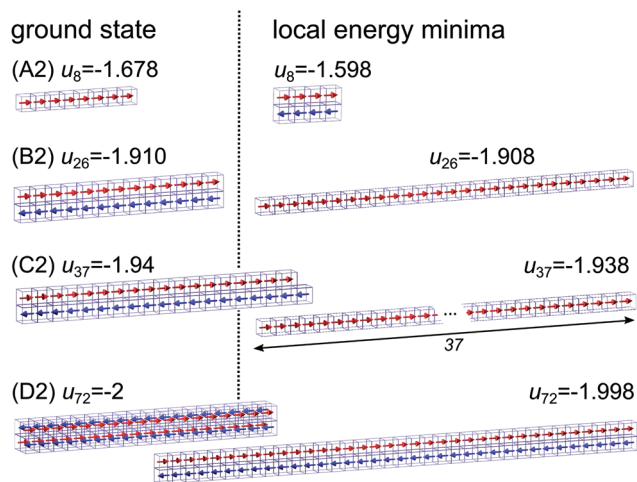 ground state
local energy minima
(A2) u8=-1.678
u8=-1.598
(B2) u26=-1.910
u26=-1.908
(C2) u37=-1.94
u37=-1.938
...
37
(D2) u72=-2
u72=-1.998